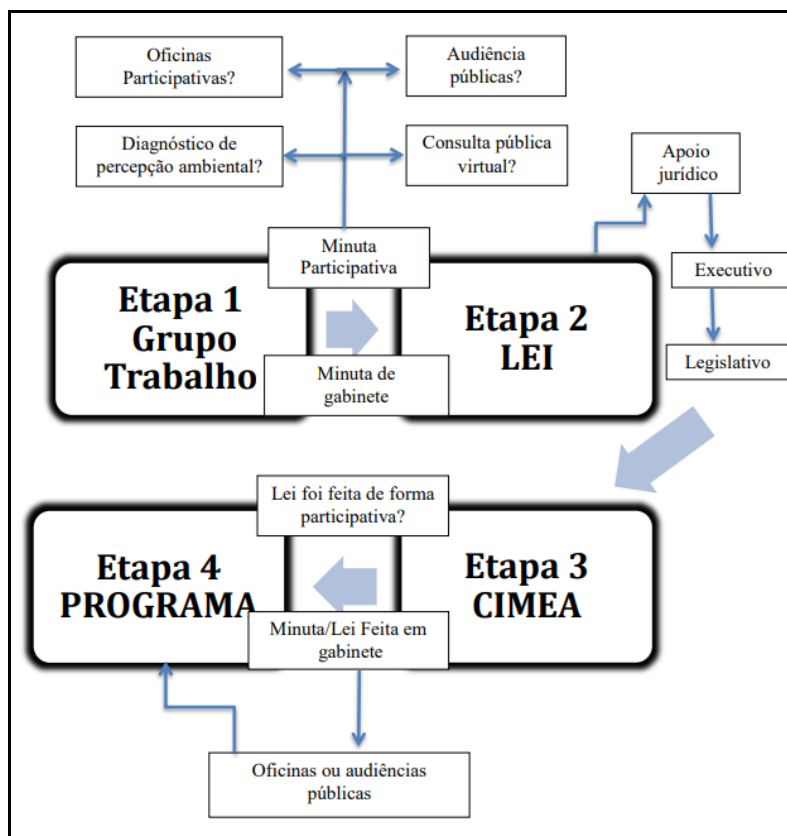 Oficinas
Participativas?
Audiência
públicas?
Diagnóstico de
percepção ambiental?
Consulta pública
virtual?
Apoio
jurídico
Minuta
Participativa
Executivo
Etapa 1
Grupo
Trabalho
Etapa 2
LEI
Legislativo
Minuta de
gabinete
Lei foi feita de forma
participativa?
Etapa 4
PROGRAMA
Etapa 3
CIMEA
Minuta/Lei Feita em
gabinete
Oficinas ou audiências
públicas